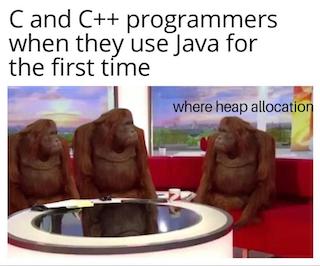 C and C++ programmers
when they use Java for
the first time
where heap allocation